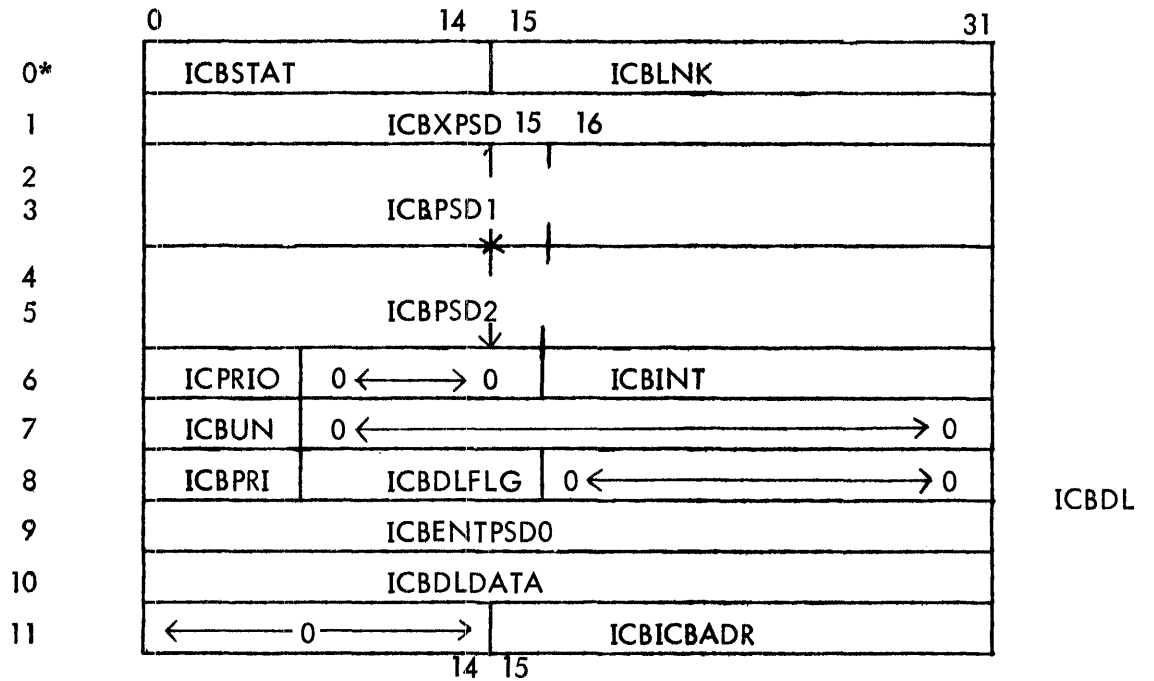 0 14 15 31
0* ICBSTAT ICBLNK
1 ICBXPSD 15 16
2
3 ICBPSD1
4
5 ICBPSD2
6 ICPRIO 0 0 ICBINT
7 ICBUN 0 0
8 ICBPRI ICBDLFLG 0 0
ICBDL
9 ICBENTPSD0
10 ICBDLDATA
11 0 ICBICBADR
14 15